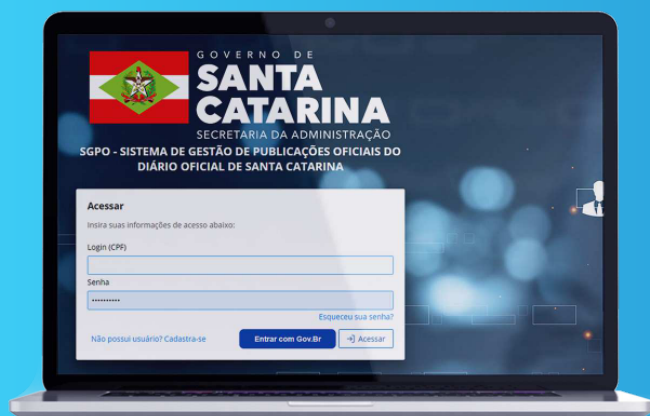 GOVERNO DE
SANTA
CATARINA
SECRETARIA DA ADMINISTRAÇÃO
SGPO - SISTEMA DE GESTÃO DE PUBLICAÇÕES OFICIAIS DO
DIÁRIO OFICIAL DE SANTA CATARINA
Acessar
Insira suas informações de acesso abaixo:
Login (CPF)
Senha
Esqueceu sua senha?
Não possui usuário? Cadastra-se
Entrar com Gov.Br
Acessar